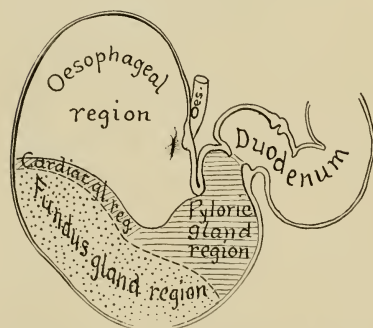 Oesophageal
region
Oes.
Duodenum
Cardiac gl. reg.
Fundus gland region
Pyloric
gland
region